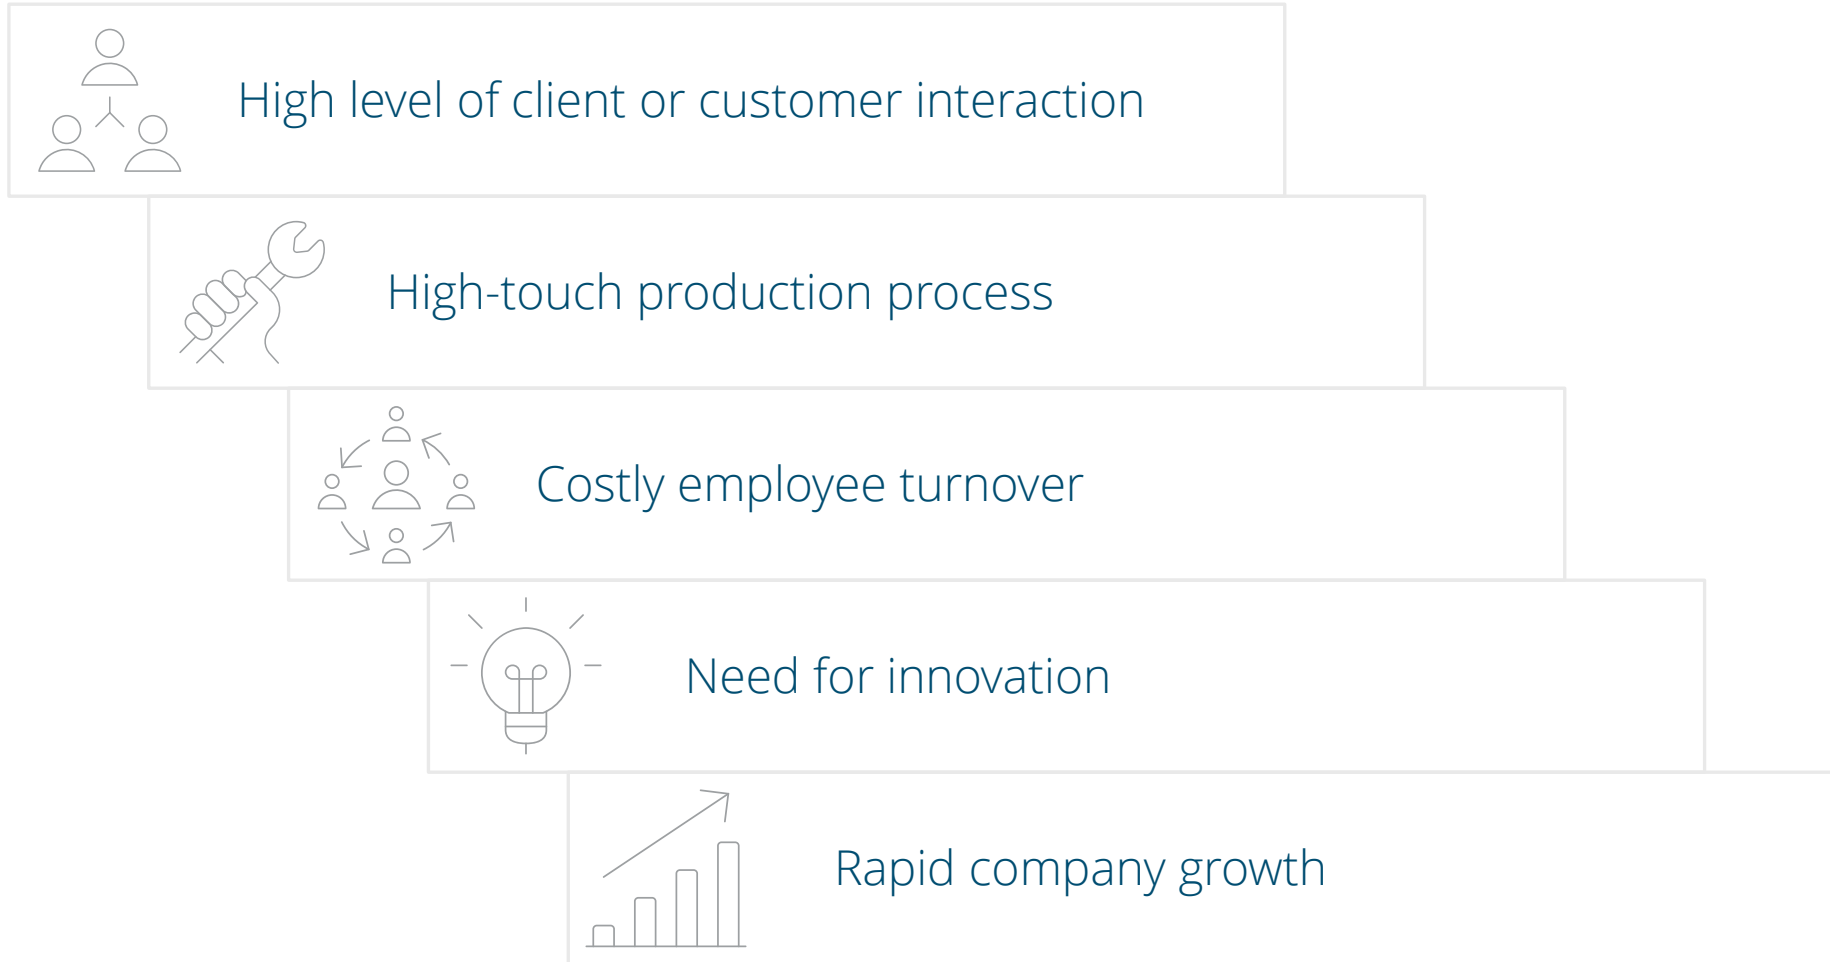 High level of client or customer interaction
High-touch production process
Costly employee turnover
Need for innovation
Rapid company growth